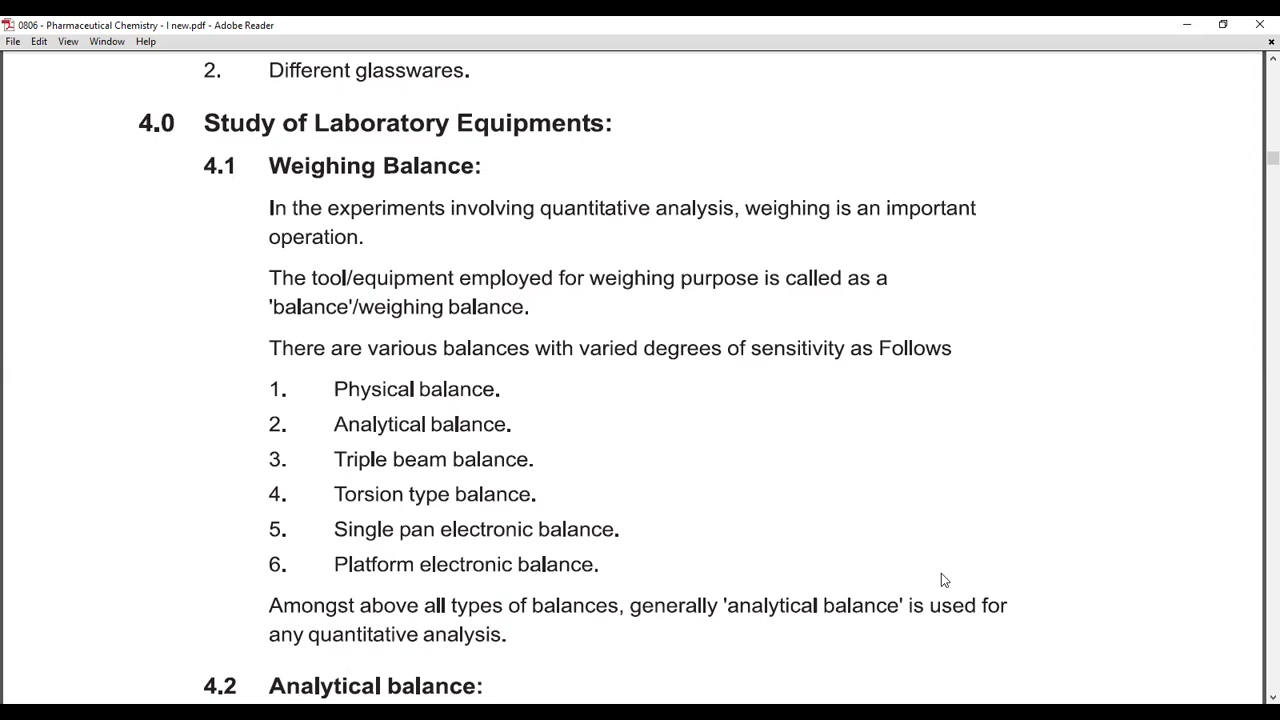 0806 - Pharmaceutical Chemistry - I new.pdf - Adobe Reader
File Edit View Window Help
2. Different glasswares.
4.0 Study of Laboratory Equipments:
4.1 Weighing Balance:
In the experiments involving quantitative analysis, weighing is an important
operation.
The tool/equipment employed for weighing purpose is called as a
'balance'/weighing balance.
There are various balances with varied degrees of sensitivity as Follows
1. Physical balance.
2. Analytical balance.
3. Triple beam balance.
4. Torsion type balance.
5. Single pan electronic balance.
6. Platform electronic balance.
Amongst above all types of balances, generally 'analytical balance' is used for
any quantitative analysis.
4.2 Analytical balance: